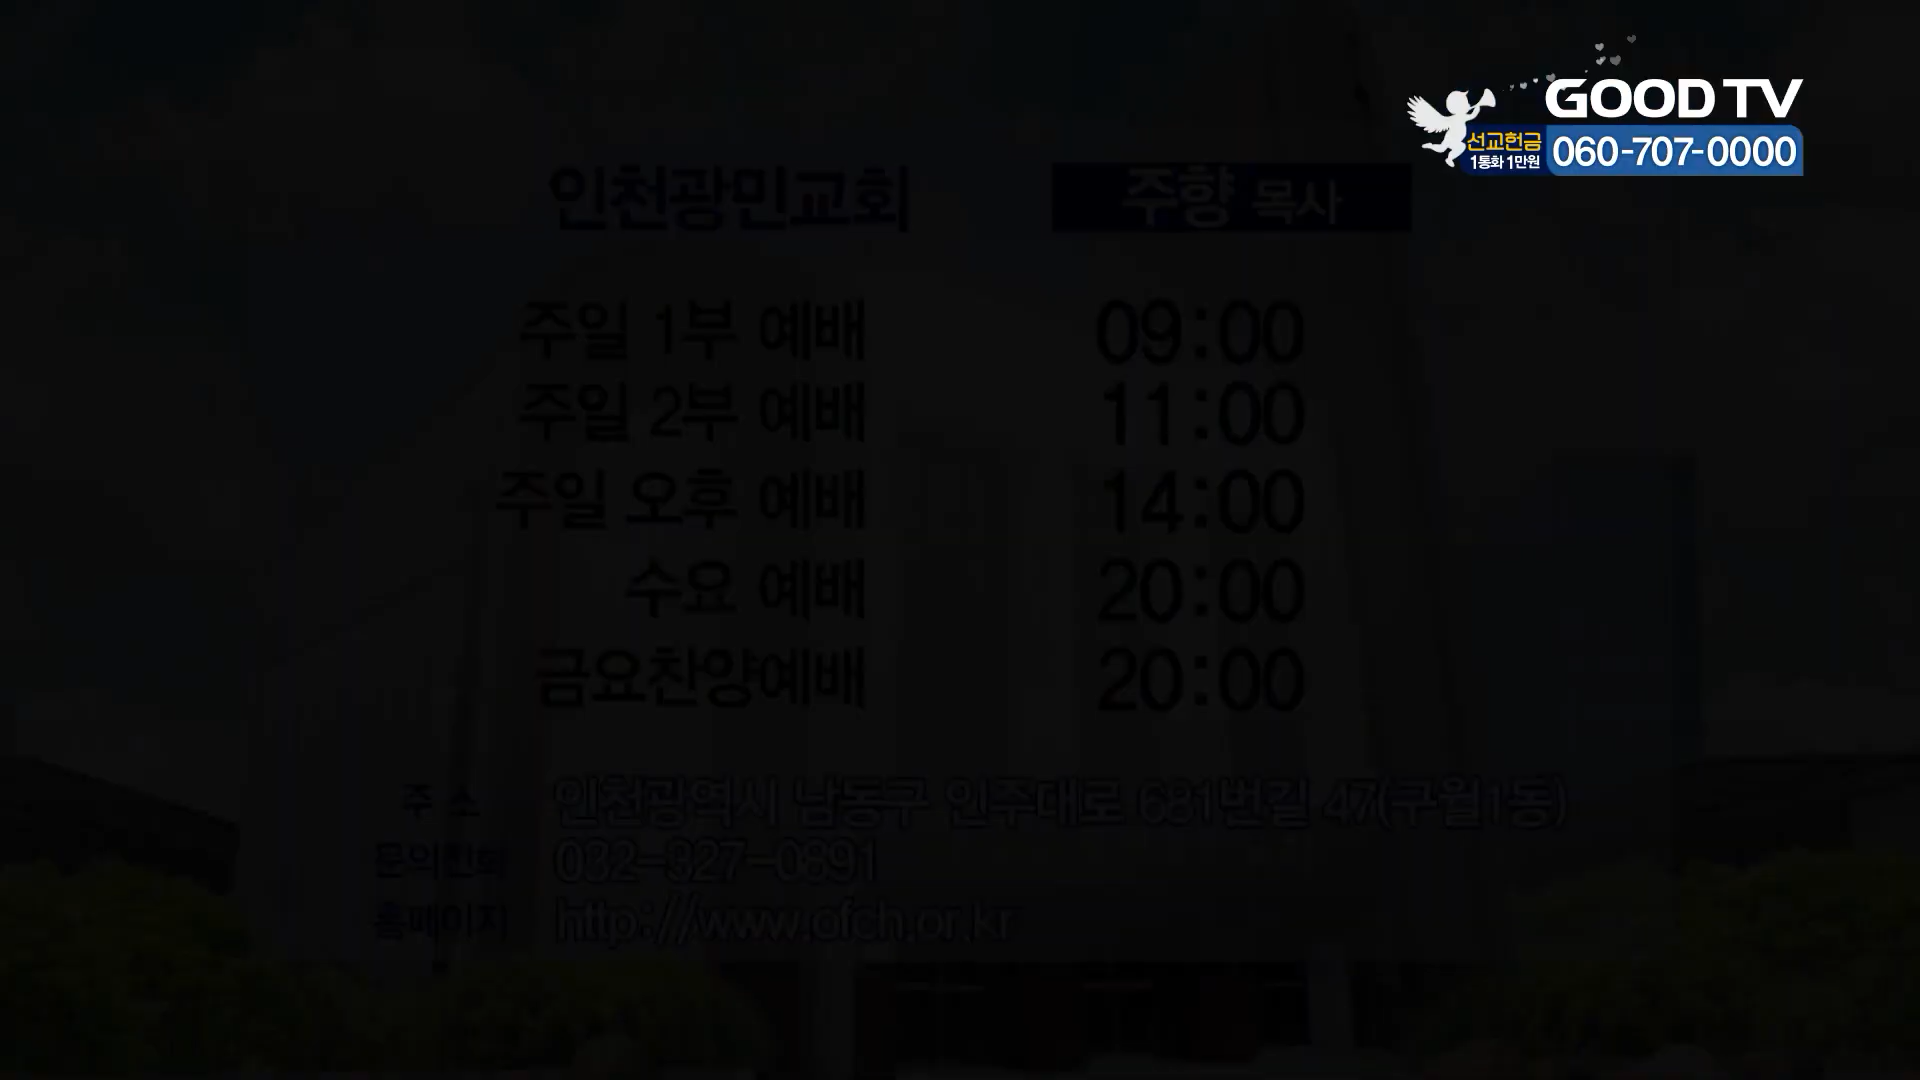 GOOD TV
선교헌금
1통화 1만원
060-707-0000
인천광민교회 주향 목사
주일 1부 예배 09:00
주일 2부 예배 11:00
주일 오후 예배 14:00
수요 예배 20:00
금요찬양예배 20:00
주 소 인천광역시 남동구 인주대로 681번길 47(구월1동)
문의전화 032-327-0691
홈페이지 http://www.ofch.or.kr